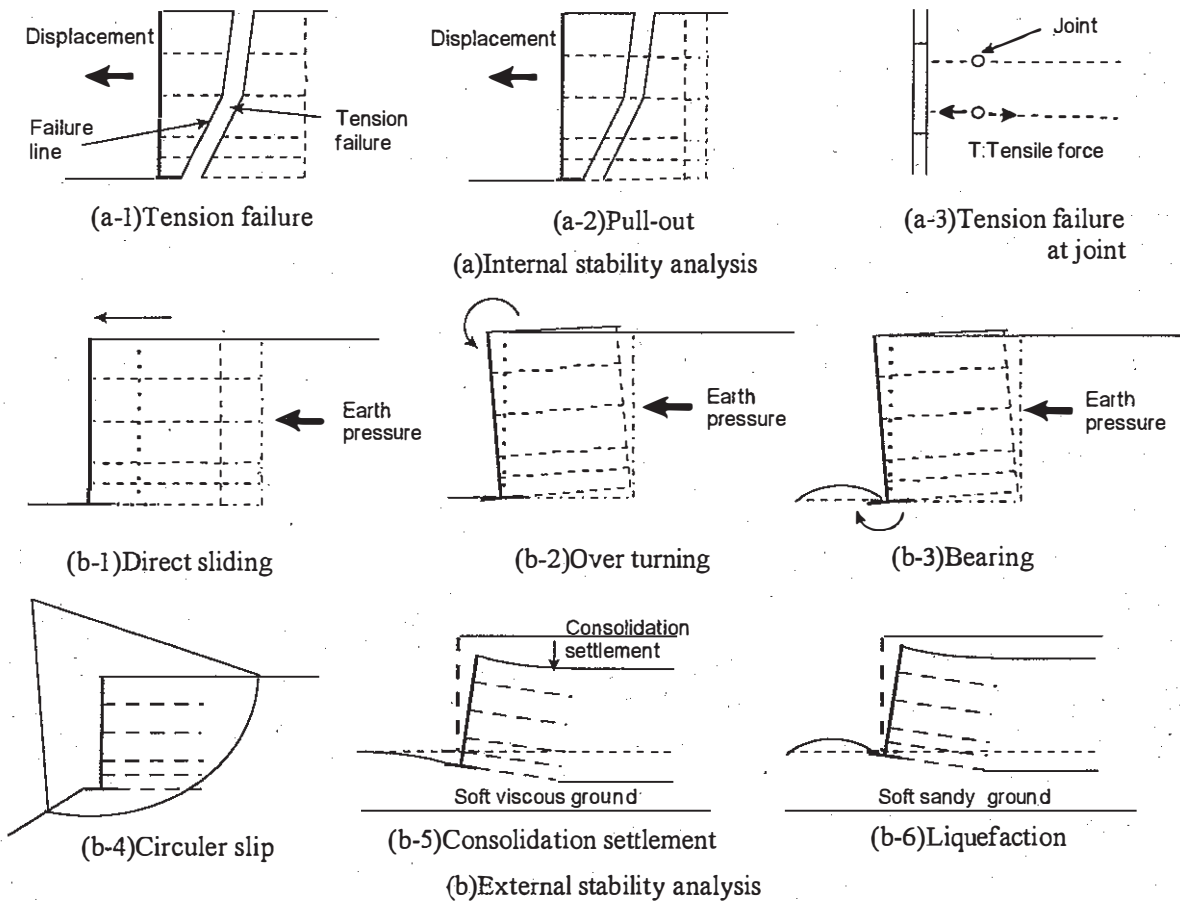 Displacement
Failure
line
Tension
failure
(a-1)Tension failure
Displacement
(a-2)Pull-out
Joint
T:Tensile force
(a-3)Tension failure
at joint
(a)Internal stability analysis
Earth
pressure
(b-1)Direct sliding
Earth
pressure
(b-2)Over turning
Earth
pressure
(b-3)Bearing
(b-4)Circuler slip
Consolidation
settlement
Soft viscous ground
(b-5)Consolidation settlement
Soft sandy ground
(b-6)Liquefaction
(b)External stability analysis